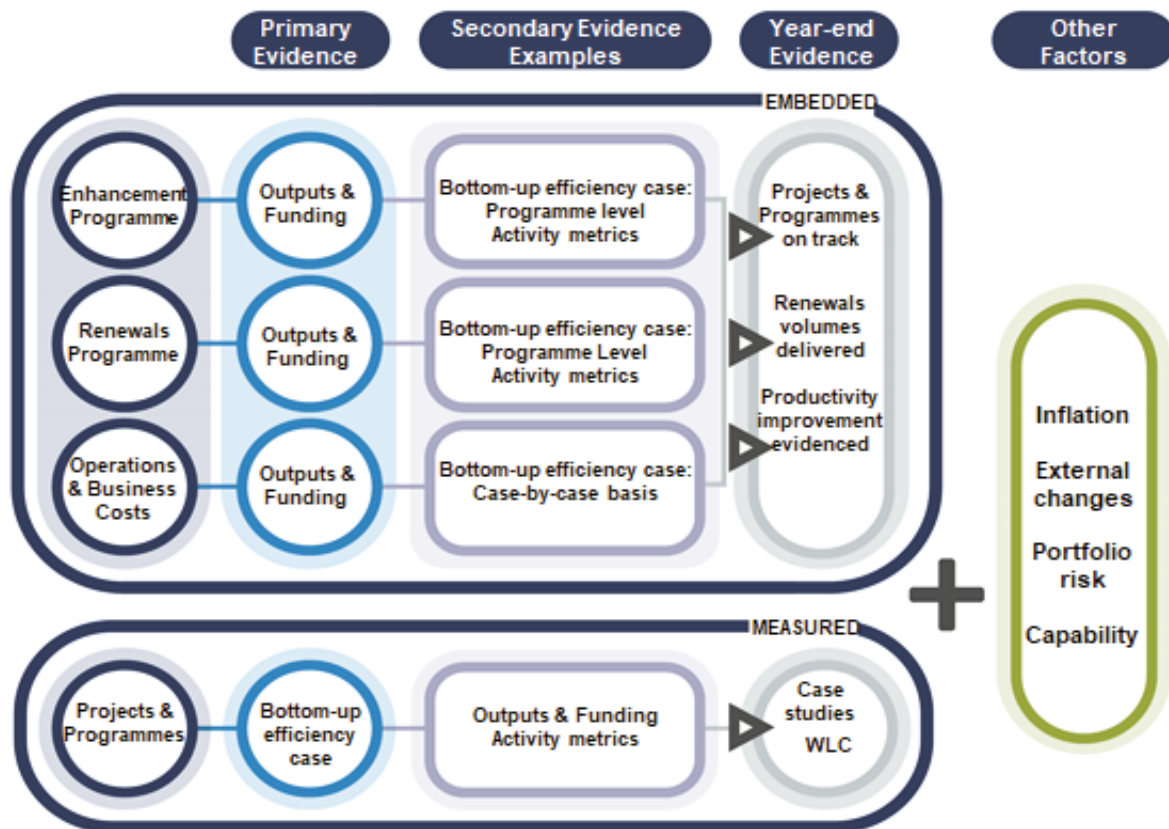 Primary
Evidence
Secondary Evidence
Examples
Year-end
Evidence
Other
Factors
EMBEDDED
Enhancement
Programme
Outputs &
Funding
Bottom-up efficiency case:
Programme level
Activity metrics
Projects &
Programmes
on track
Renewals
Programme
Outputs &
Funding
Bottom-up efficiency case:
Programme Level
Activity metrics
Renewals
volumes
delivered
Operations
& Business
Costs
Outputs &
Funding
Bottom-up efficiency case:
Case-by-case basis
Productivity
improvement
evidenced
MEASURED
Projects &
Programmes
Bottom-up
efficiency
case
Outputs & Funding
Activity metrics
Case
studies
WLC
Inflation
External
changes
Portfolio
risk
Capability